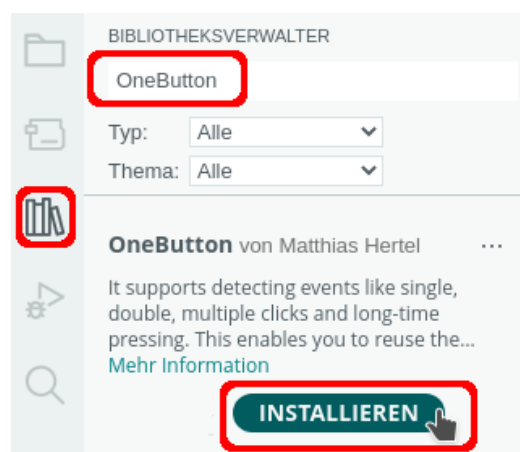 BIBLIOTHEKSVERWALTER
OneButton
Typ: Alle
Thema: Alle
OneButton von Matthias Hertel ...
It supports detecting events like single,
double, multiple clicks and long-time
pressing. This enables you to reuse the...
Mehr Information
INSTALLIEREN